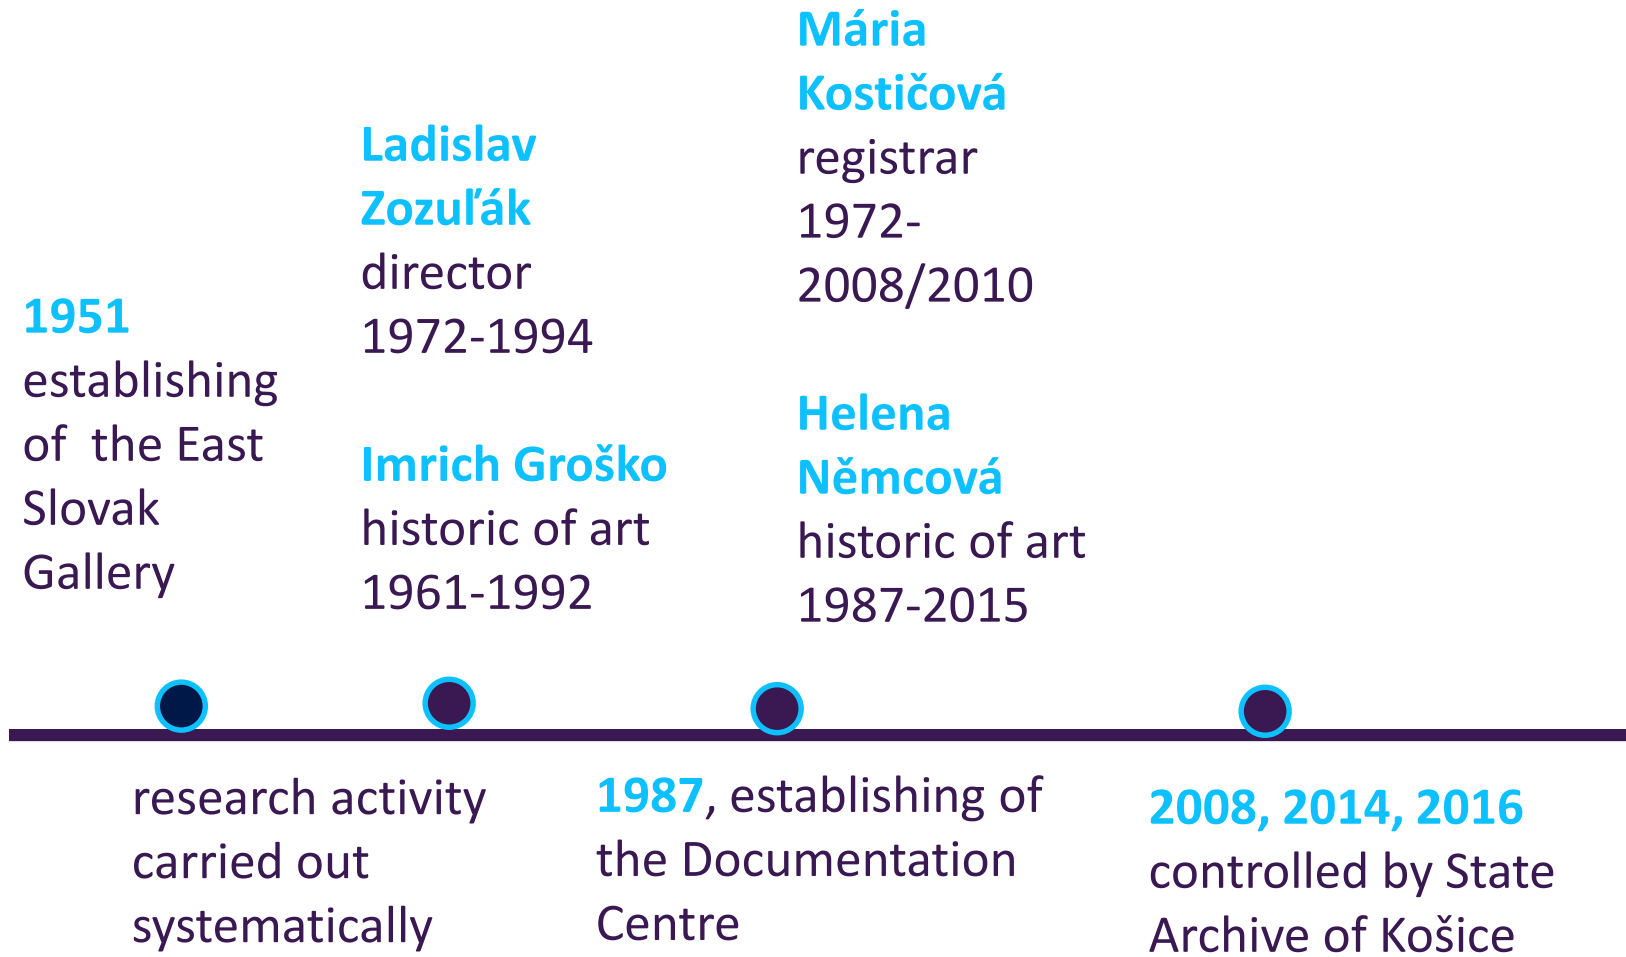 1951
establishing
of  the East
Slovak
Gallery
Ladislav
Zozuľák
director
1972-1994
Imrich Groško
historic of art
1961-1992
Mária
Kostičová
registrar
1972-
2008/2010
Helena
Němcová
historic of art
1987-2015
research activity
carried out
systematically
1987, establishing of
the Documentation
Centre
2008, 2014, 2016
controlled by State
Archive of Košice